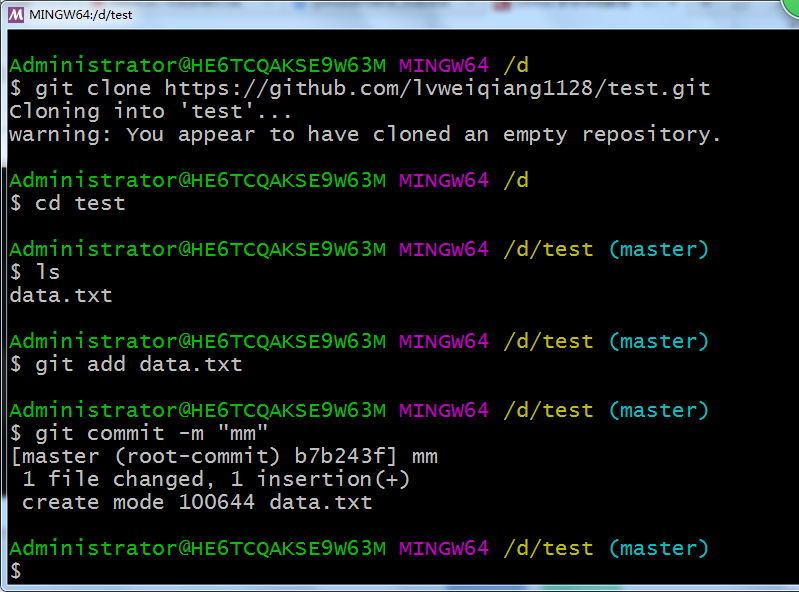 MINGW64:/d/test
Administrator@HE6TCQAKSE9W63M MINGW64 /d
$ git clone https://github.com/lvweiqiang1128/test.git
Cloning into 'test'...
warning: You appear to have cloned an empty repository.
Administrator@HE6TCQAKSE9W63M MINGW64 /d
$ cd test
Administrator@HE6TCQAKSE9W63M MINGW64 /d/test (master)
$ ls
data.txt
Administrator@HE6TCQAKSE9W63M MINGW64 /d/test (master)
$ git add data.txt
Administrator@HE6TCQAKSE9W63M MINGW64 /d/test (master)
$ git commit -m "mm"
[master (root-commit) b7b243f] mm
 1 file changed, 1 insertion(+)
 create mode 100644 data.txt
Administrator@HE6TCQAKSE9W63M MINGW64 /d/test (master)
$